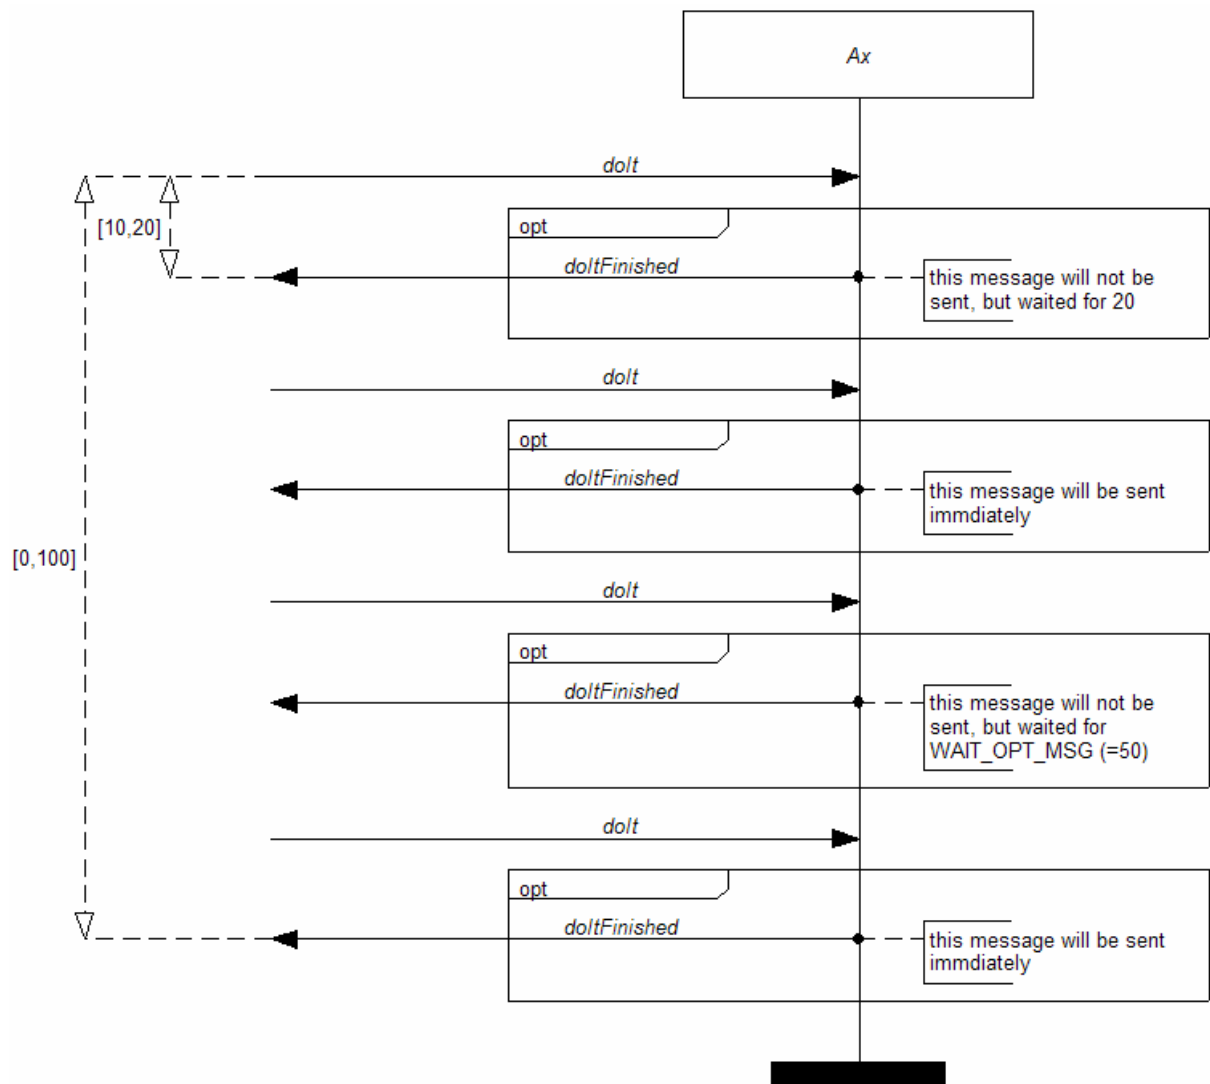 Ax
doIt
[10,20]
opt
doItFinished
this message will not be
sent, but waited for 20
doIt
opt
doItFinished
this message will be sent
immdiately
[0,100]
doIt
opt
doItFinished
this message will not be
sent, but waited for
WAIT_OPT_MSG (=50)
doIt
opt
doItFinished
this message will be sent
immdiately